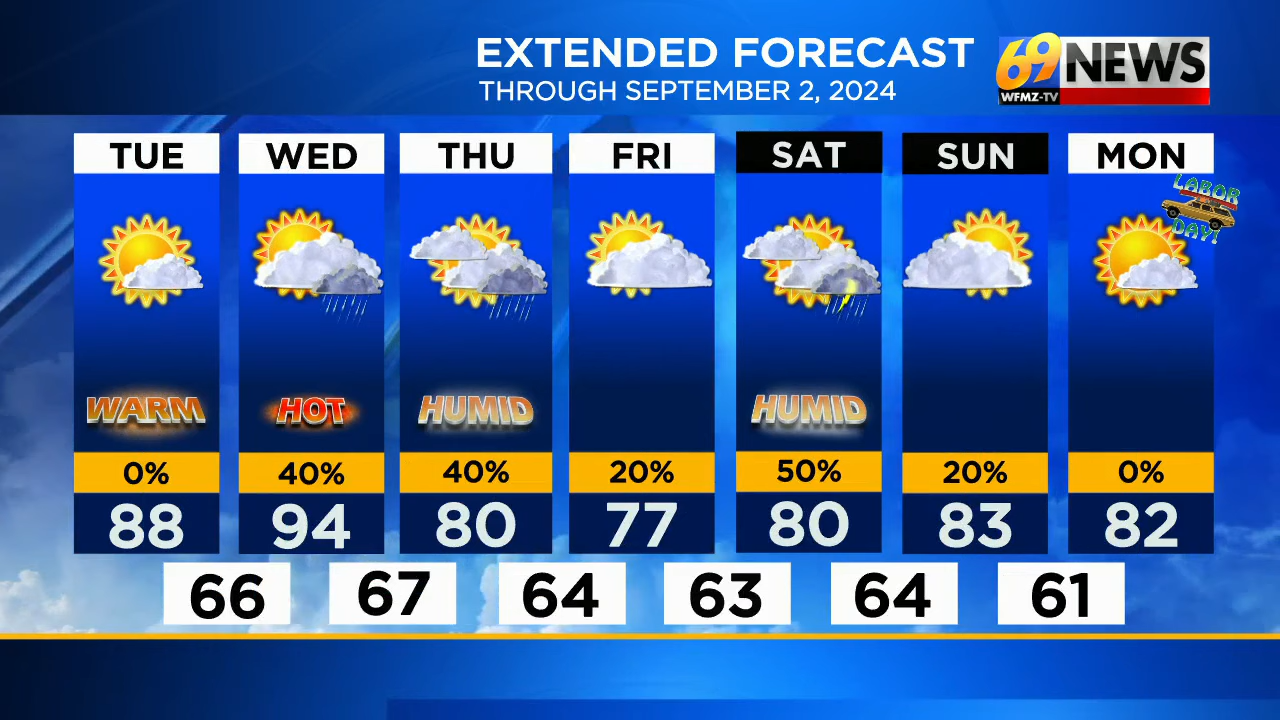 EXTENDED FORECAST
THROUGH SEPTEMBER 2, 2024
69 NEWS
WFMZ-TV
TUE WED THU FRI SAT SUN MON
LABOR
DAY!
WARM HOT HUMID HUMID
0% 40% 40% 20% 50% 20% 0%
88 94 80 77 80 83 82
66 67 64 63 64 61